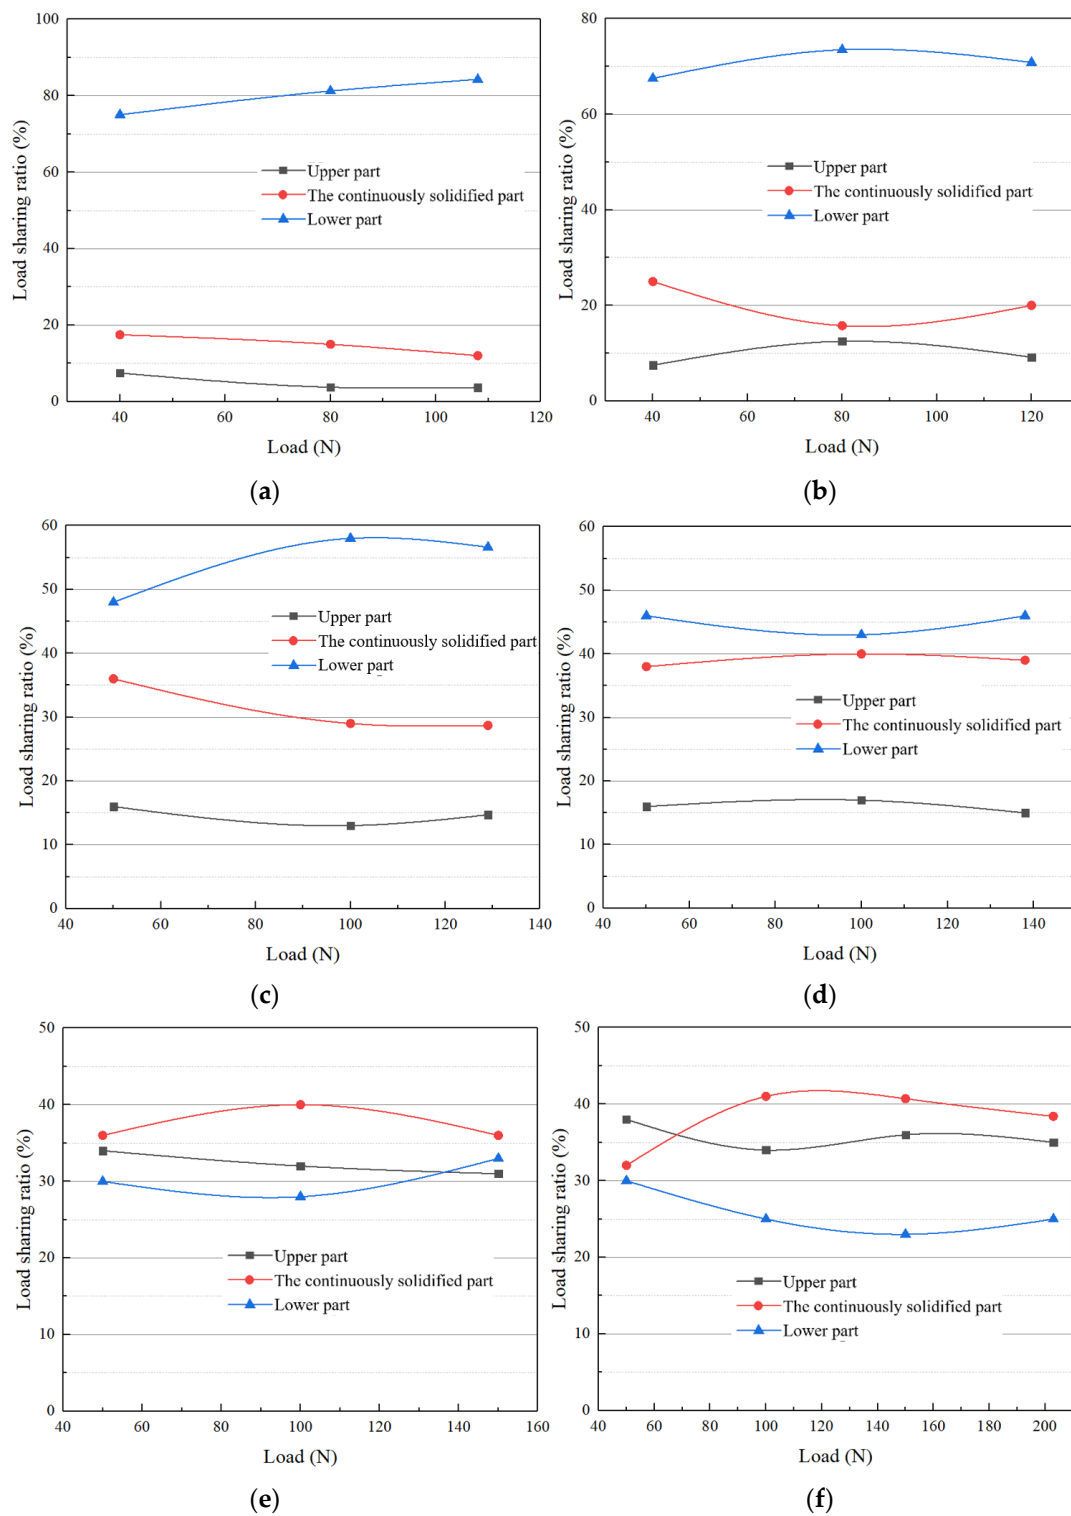 100
80
60
40
20
0
Load sharing ratio (%)
Upper part
The continuously solidified part
Lower part
40 60 80 100 120
Load (N)
(a)
80
60
40
20
0
Load sharing ratio (%)
Upper part
The continuously solidified part
Lower part
40 60 80 100 120
Load (N)
(b)
60
50
40
30
20
10
0
Load sharing ratio (%)
Upper part
The continuously solidified part
Lower part
40 60 80 100 120 140
Load (N)
(c)
60
50
40
30
20
10
0
Load sharing ratio (%)
Upper part
The continuously solidified part
Lower part
40 60 80 100 120 140
Load (N)
(d)
50
40
30
20
10
0
Load sharing ratio (%)
Upper part
The continuously solidified part
Lower part
40 60 80 100 120 140 160
Load (N)
(e)
50
40
30
20
10
0
Load sharing ratio (%)
Upper part
The continuously solidified part
Lower part
40 60 80 100 120 140 160 180 200
Load (N)
(f)